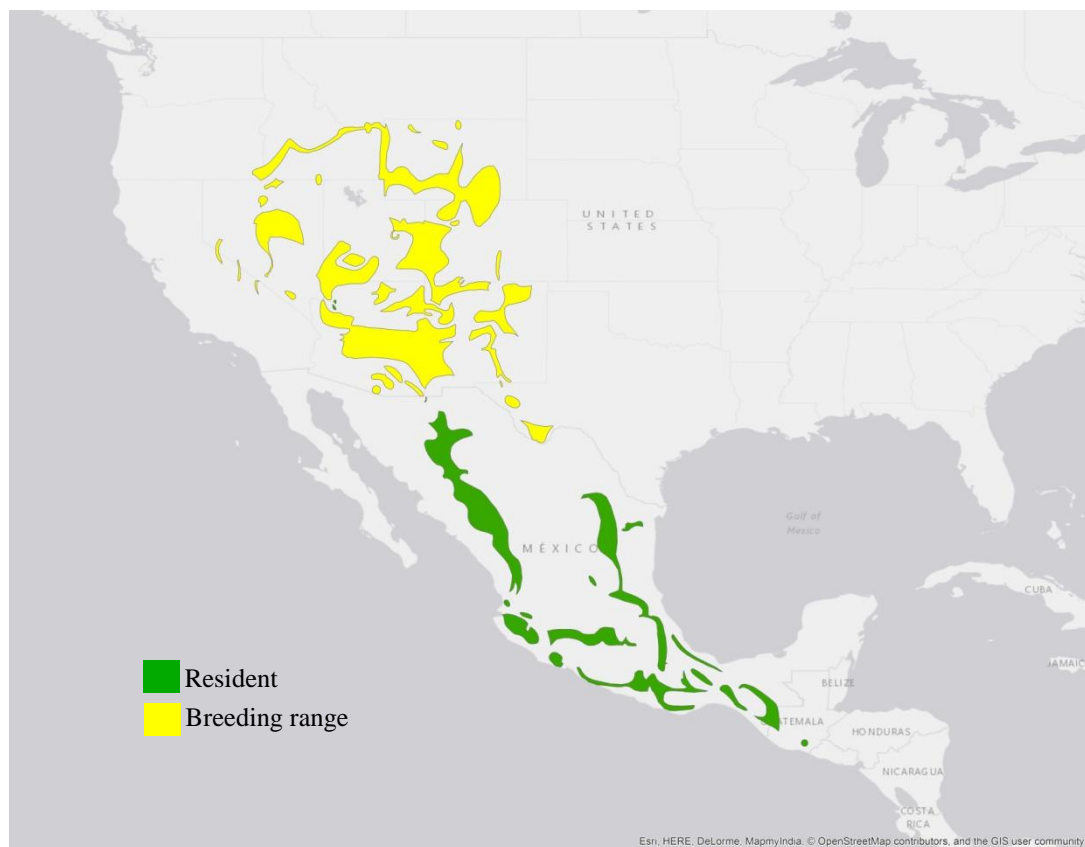 UNITED
STATES
Gulf of
Mexico
MÉXICO
CUBA
JAMAIC
BELIZE
Resident
Breeding range
GUATEMALA
HONDURAS
NICARAGUA
COSTA
RICA
Esri, HERE, DeLorme, MapmyIndia, © OpenStreetMap contributors, and the GIS user community